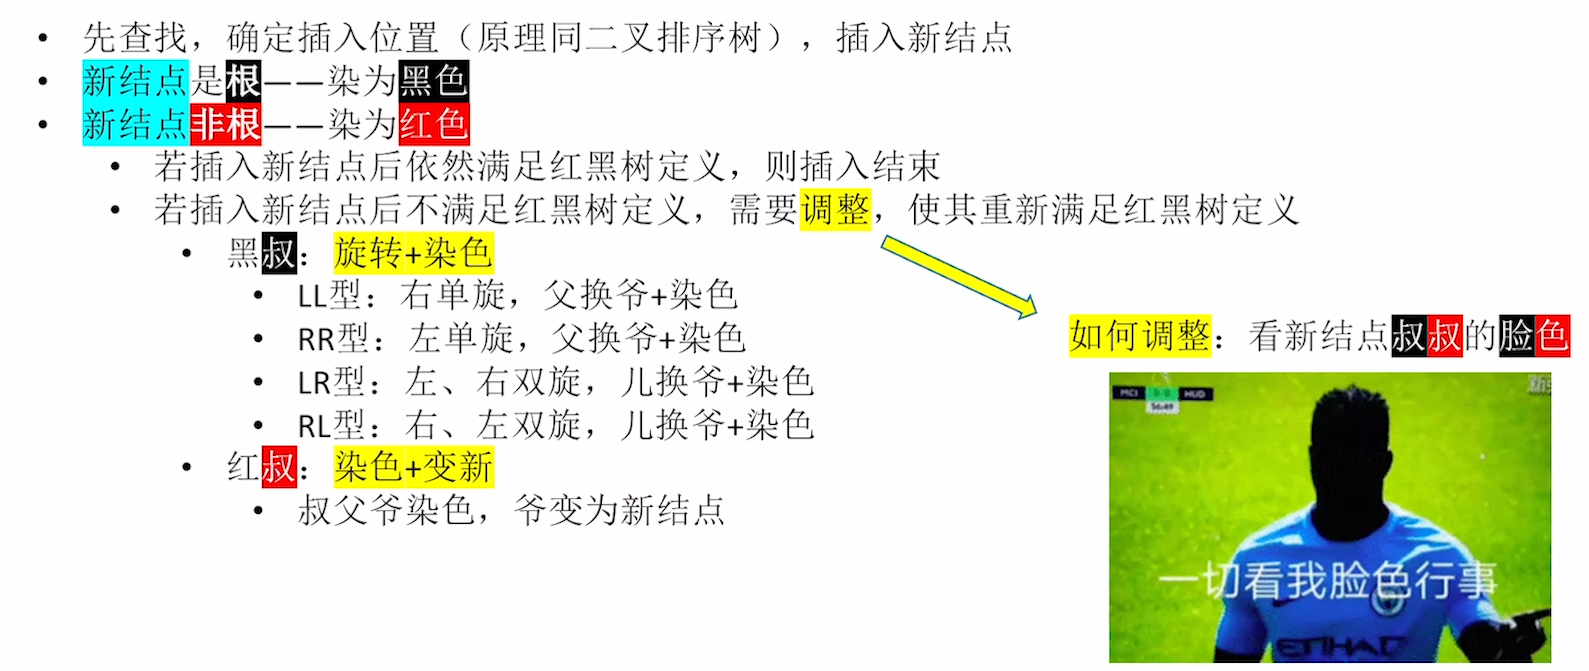 • 先查找，确定插入位置（原理同二叉排序树），插入新结点
• 新结点是根——染为黑色
• 新结点非根——染为红色
• 若插入新结点后依然满足红黑树定义，则插入结束
• 若插入新结点后不满足红黑树定义，需要调整，使其重新满足红黑树定义
• 黑叔：旋转+染色
• LL型：右单旋，父换爷+染色
• RR型：左单旋，父换爷+染色
• LR型：左、右双旋，儿换爷+染色
• RL型：右、左双旋，儿换爷+染色
• 红叔：染色+变新
• 叔父爷染色，爷变为新结点
如何调整：看新结点叔叔的脸色
MCI
HUD
56:49
一切看我脸色行事
ETIHAD